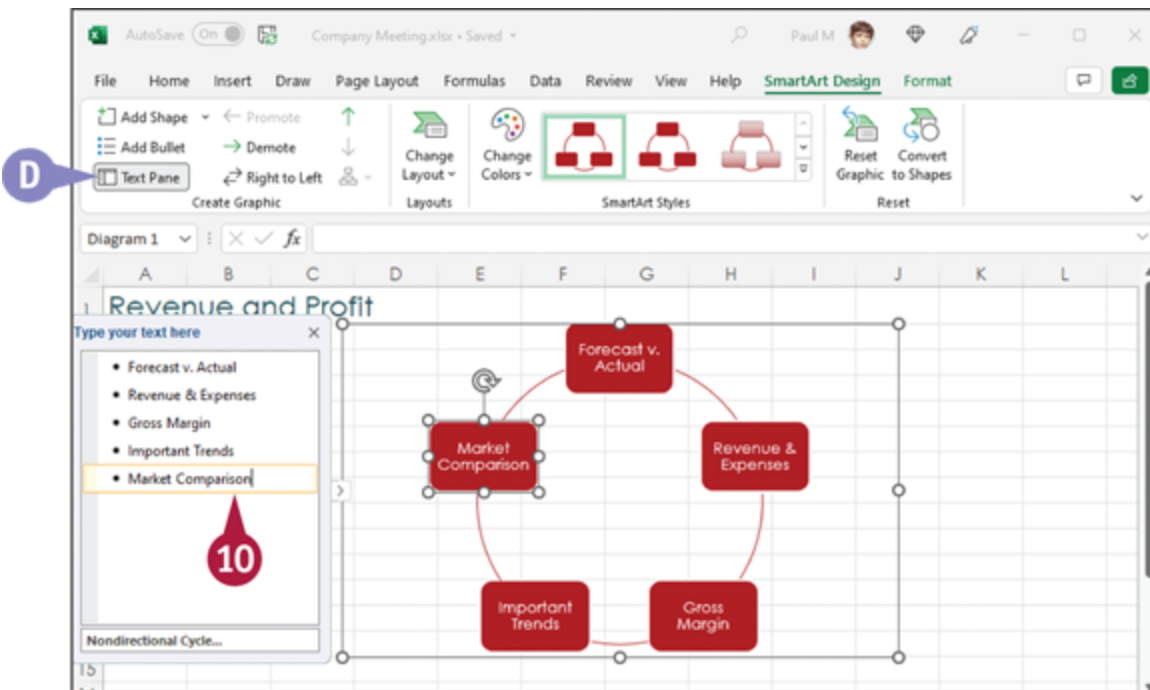 AutoSave On Company Meeting.xlsx • Saved Paul M
File Home Insert Draw Page Layout Formulas Data Review View Help SmartArt Design Format
Add Shape Promote
Add Bullet Demote
Text Pane Right to Left
Create Graphic
Change Layout
Layouts
Change Colors
SmartArt Styles
Reset Graphic
Convert to Shapes
Reset
D
Diagram 1 fx
A B C D E F G H I J K L
1 Revenue and Profit
Type your text here
• Forecast v. Actual
• Revenue & Expenses
• Gross Margin
• Important Trends
• Market Comparison
10
Nondirectional Cycle...
15
Forecast v.
Actual
Market
Comparison
Revenue &
Expenses
Important
Trends
Gross
Margin